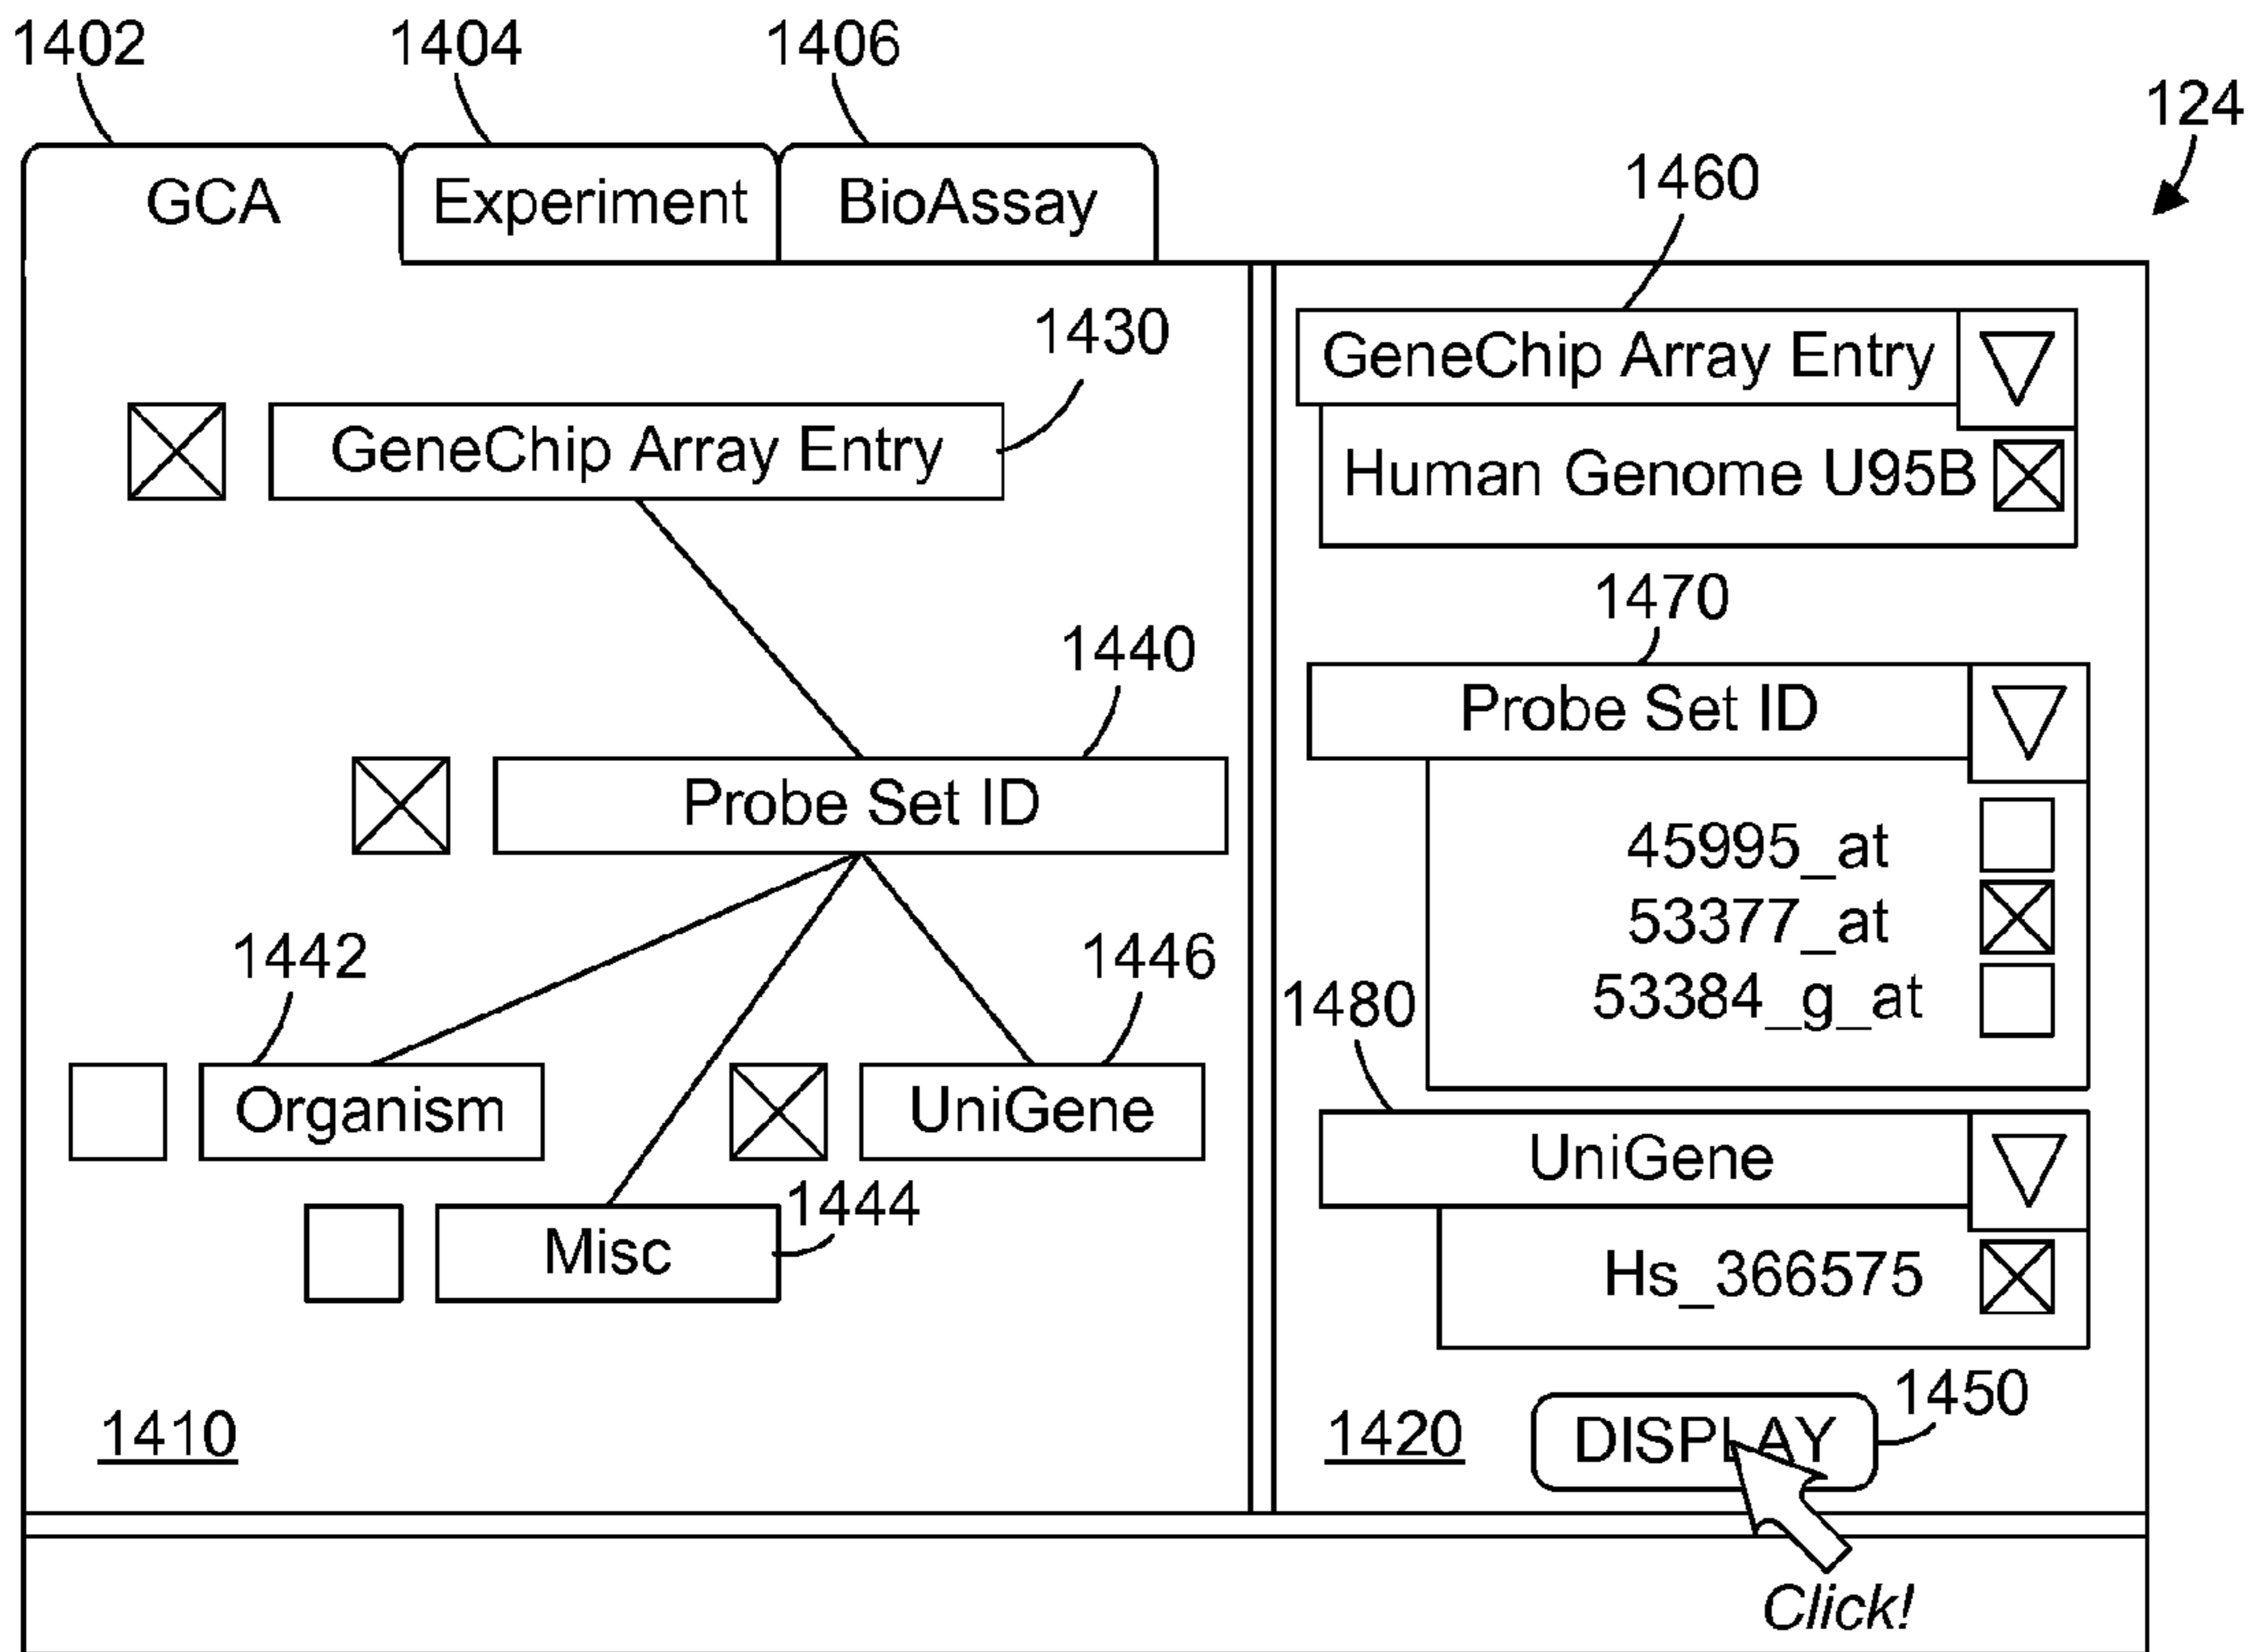 1402 1404 1406
124
GCA Experiment BioAssay
1460
1430
GeneChip Array Entry
GeneChip Array Entry
Human Genome U95B
1470
1440
Probe Set ID
Probe Set ID
45995_at
53377_at
53384_g_at
1442 1446
1480
Organism UniGene
UniGene
1444
Misc
Hs_366575
1450
1410 1420 DISPLAY
Click!